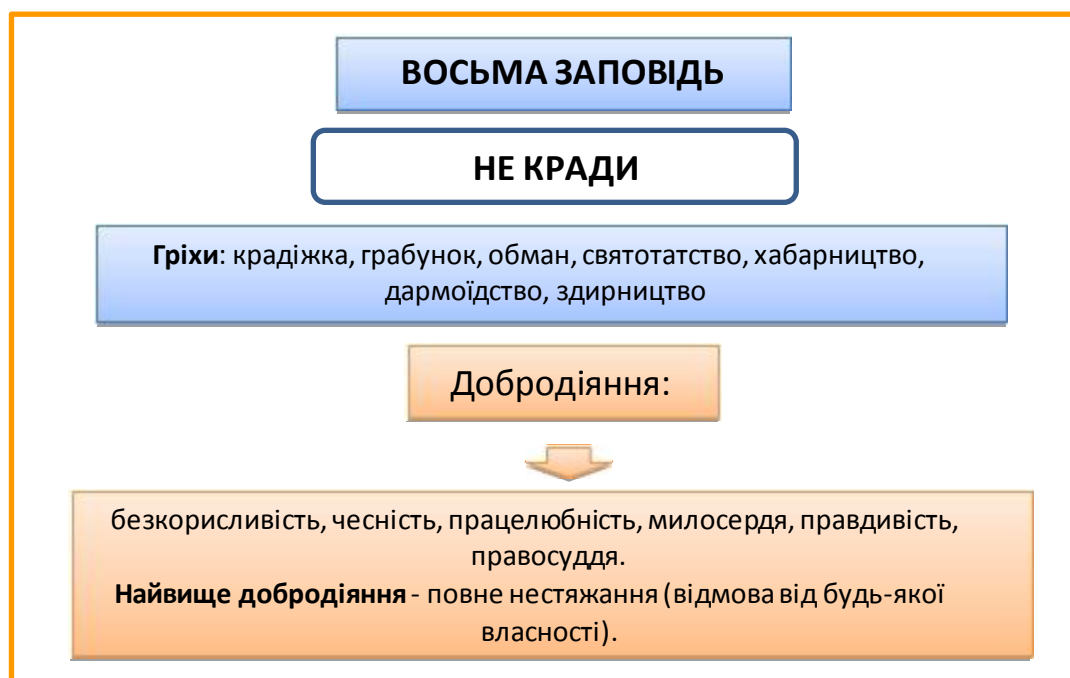 ВОСЬМА ЗАПОВІДЬ
НЕ КРАДИ
Гріхи: крадіжка, грабунок, обман, святотатство, хабарництво,
дармоїдство, здирництво
Добродіяння:
безкорисливість, чесність, працелюбність, милосердя, правдивість,
правосуддя.
Найвище добродіяння - повне нестяжання (відмова від будь-якої
власності).